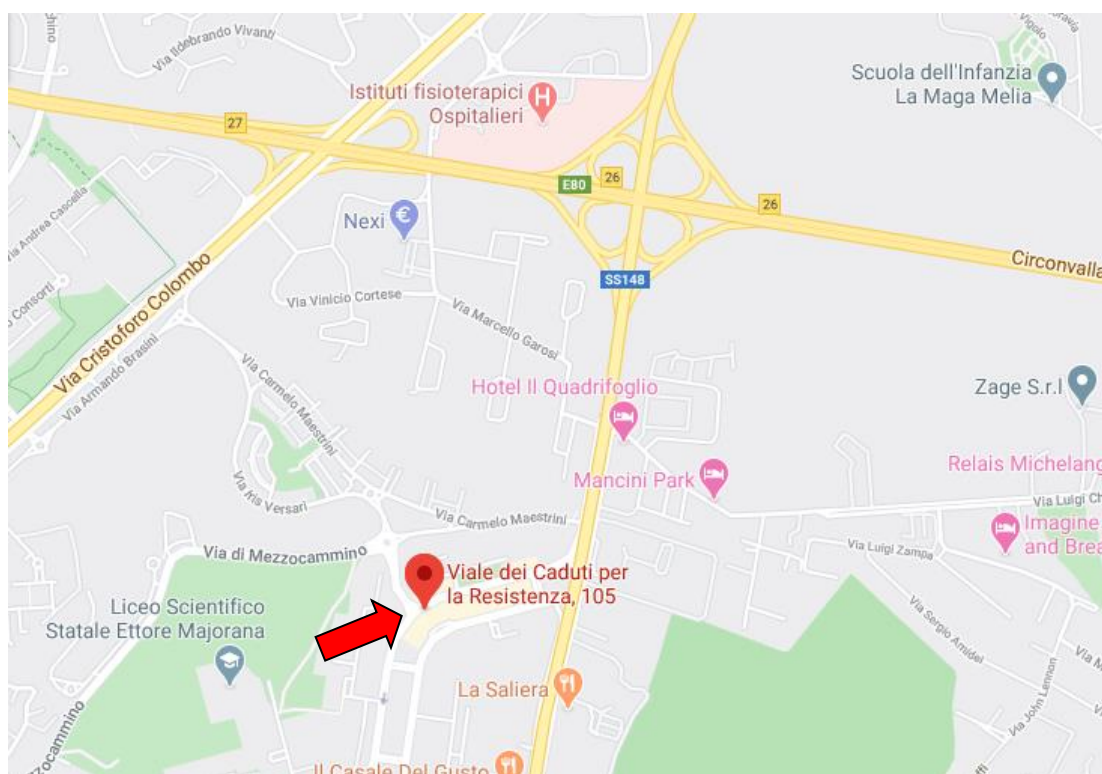 Via Ildebrando Vivanti
Istituti fisioterapici
Ospitalieri
Scuola dell'Infanzia
La Maga Melia
27
E80
26
26
Via Andrea Cascella
Nexi
Circonvalla
SS148
Via Vinicio Cortese
Via Marcello Garosi
Via Cristoforo Colombo
Via Armando Brasini
Via Carmelo Maestrini
Hotel Il Quadrifoglio
Zage S.r.l
Mancini Park
Relais Michelang
Via Luigi Ch
Via Iris Versari
Via Carmelo Maestrini
Imagine
and Brea
Via di Mezzocammino
Via Luigi Zampa
Viale dei Caduti per
la Resistenza, 105
Liceo Scientifico
Statale Ettore Majorana
Via Sergio Amidei
La Saliera
Via John Lennon
Il Casale Del Gusto